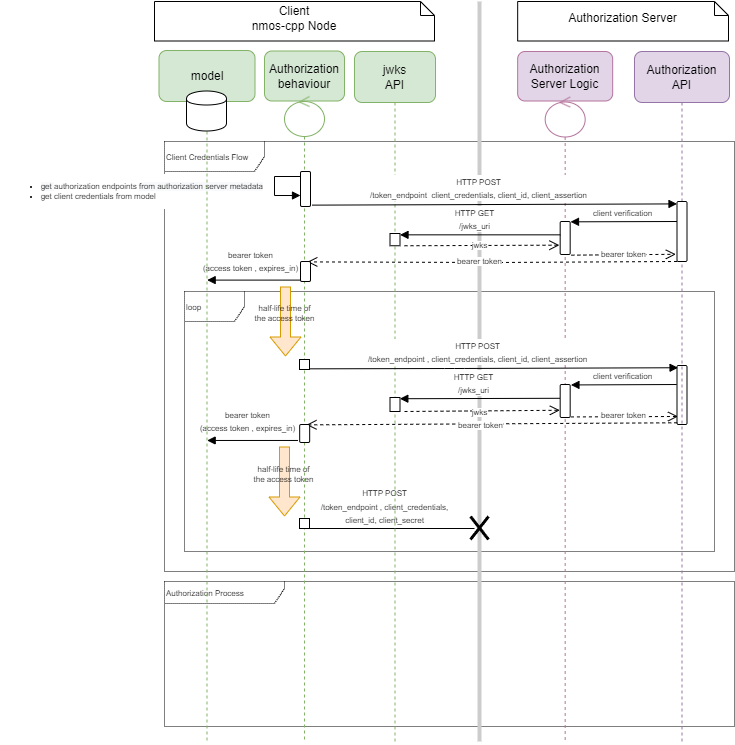 Client
nmos-cpp Node
Authorization Server
model
Authorization
behaviour
jwks
API
Authorization
Server Logic
Authorization
API
Client Credentials Flow
get authorization endpoints from authorization server metadata
get client credentials from model
HTTP POST
/token_endpoint client_credentials, client_id, client_assertion
HTTP GET
/jwks_uri
client verification
jwks
bearer token
bearer token
bearer token
(access token , expires_in)
loop
half-life time of
the access token
HTTP POST
/token_endpoint , client_credentials, client_id, client_assertion
HTTP GET
/jwks_uri
client verification
jwks
bearer token
bearer token
bearer token
(access token , expires_in)
half-life time of
the access token
HTTP POST
/token_endpoint , client_credentials,
client_id, client_secret
Authorization Process